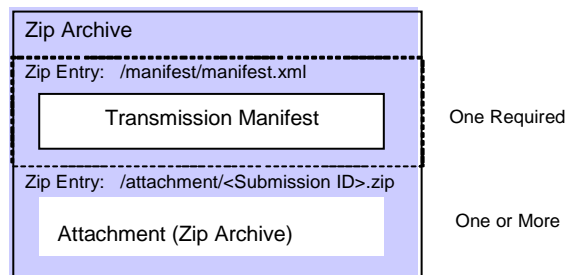 Zip Archive
Zip Entry: /manifest/manifest.xml
Transmission Manifest
One Required
Zip Entry: /attachment/<Submission ID>.zip
One or More
Attachment (Zip Archive)